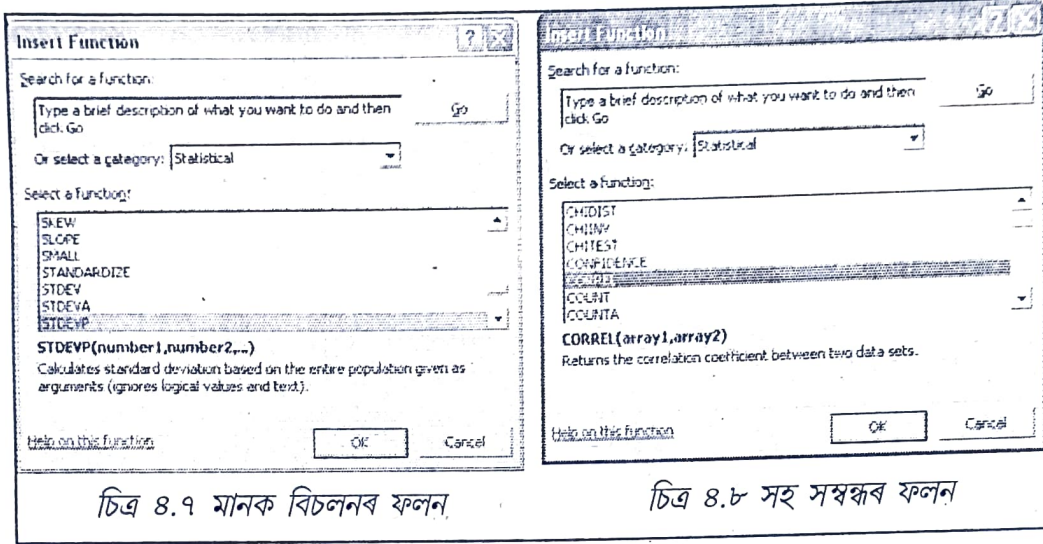 Insert Function
Search for a function:
Type a brief description of what you want to do and then
click Go
Go
Or select a category: Statistical
Select a function:
SKEW
SLOPE
SMALL
STANDARDIZE
STDEV
STDEVA
STDEVP
STDEVP(number1,number2,...)
Calculates standard deviation based on the entire population given as
arguments (ignores logical values and text).
Help on this function
OK
Cancel
চিত্ৰ ৪.৭ মানক বিচলনৰ ফলন
Insert Function
Search for a function:
Type a brief description of what you want to do and then
click Go
Go
Or select a category: Statistical
Select a function:
CHIDIST
CHIINV
CHITEST
CONFIDENCE
CORREL
COUNT
COUNTA
CORREL(array1,array2)
Returns the correlation coefficient between two data sets.
Help on this function
OK
Cancel
চিত্ৰ ৪.৮ সহ সম্বন্ধৰ ফলন